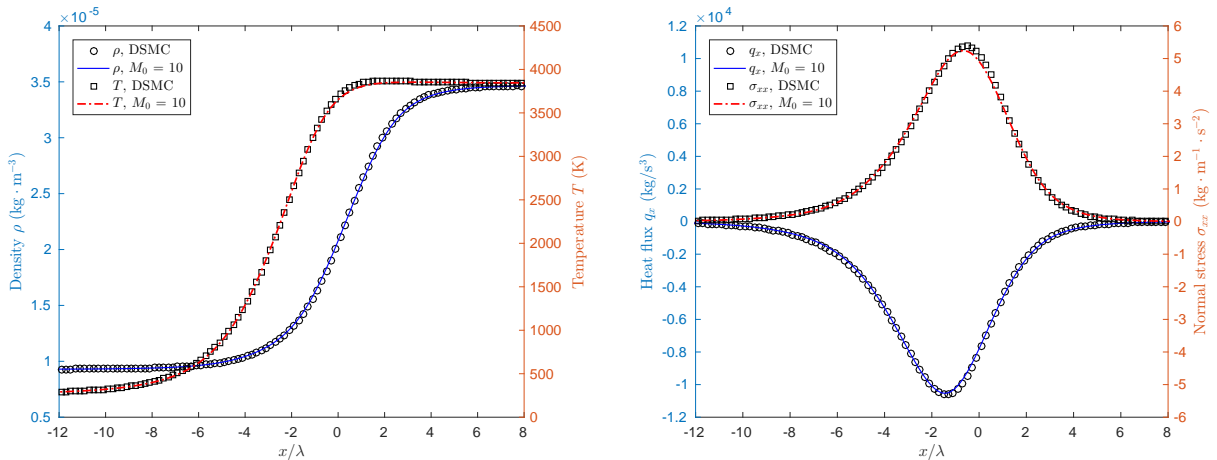 ×10⁻⁵
4
3.5
3
2.5
2
1.5
1
0.5
Density ρ (kg · m⁻³)
ρ, DSMC
ρ, M₀ = 10
T, DSMC
T, M₀ = 10
4500
4000
3500
3000
2500
2000
1500
1000
500
0
Temperature T (K)
-12 -10 -8 -6 -4 -2 0 2 4 6 8
x/λ
×10⁴
1.2
1
0.8
0.6
0.4
0.2
0
-0.2
-0.4
-0.6
-0.8
-1
-1.2
Heat flux qₓ (kg/s³)
qₓ, DSMC
qₓ, M₀ = 10
σₓₓ, DSMC
σₓₓ, M₀ = 10
6
5
4
3
2
1
0
-1
-2
-3
-4
-5
-6
Normal stress σₓₓ (kg · m⁻¹ · s⁻²)
-12 -10 -8 -6 -4 -2 0 2 4 6 8
x/λ